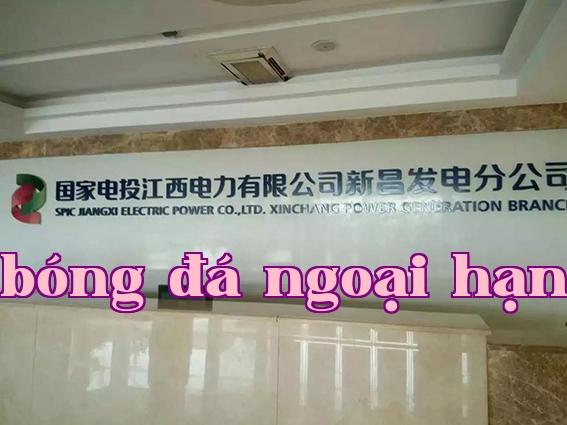 国家电投江西电力有限公司新昌发电分公司
SPIC JIANGXI ELECTRIC POWER CO.,LTD. XINCHANG POWER GENERATION BRANCH
bóng đá ngoại hạn